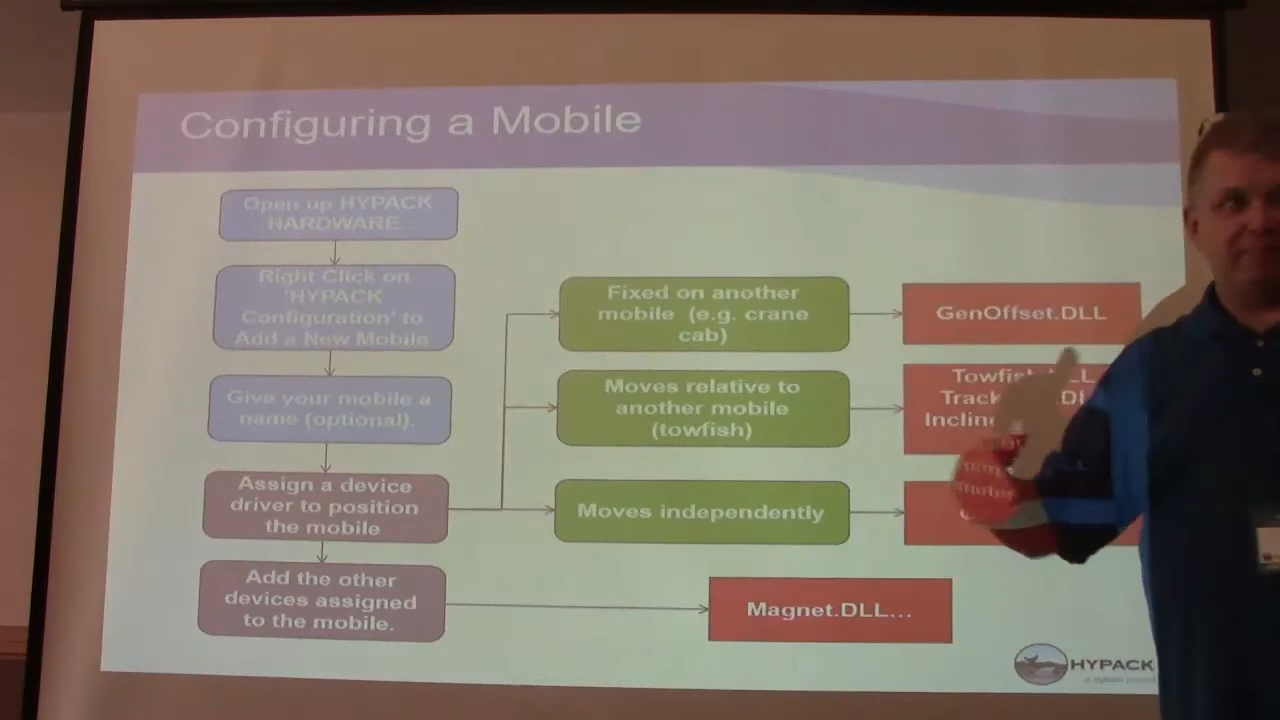 Configuring a Mobile
Open up HYPACK
HARDWARE.
Right Click on
'HYPACK
Configuration' to
Add a New Mobile
Give your mobile a
name (optional).
Assign a device
driver to position
the mobile
Add the other
devices assigned
to the mobile.
Fixed on another
mobile (e.g. crane
cab)
Moves relative to
another mobile
(towfish)
Moves independently
GenOffset.DLL
Magnet.DLL...
HYPACK